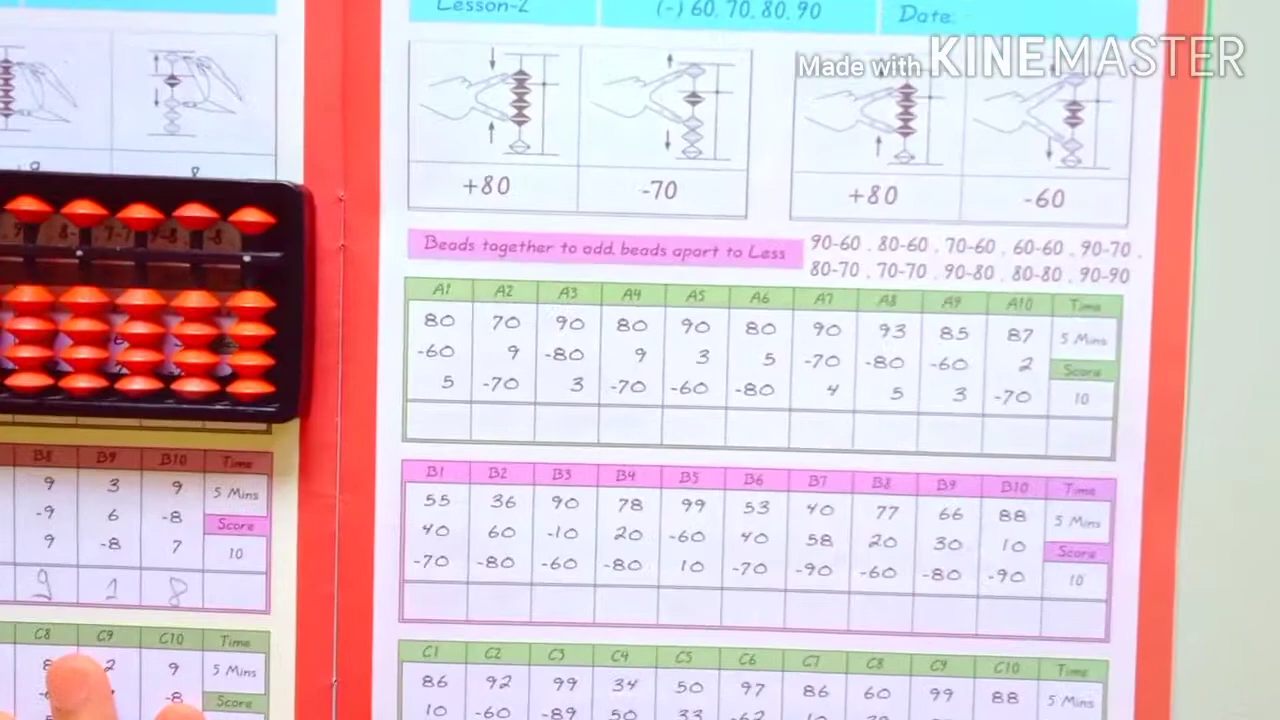 Lesson-2 (-) 60, 70, 80, 90 Date:
Made with KINEMASTER
+80 -70 +80 -60
Beads together to add, beads apart to Less
90-60 , 80-60 , 70-60 , 60-60 , 90-70 ,
80-70 , 70-70 , 90-80 , 80-80 , 90-90
A1 A2 A3 A4 A5 A6 A7 A8 A9 A10 Time
80 70 90 80 90 80 90 93 85 87 5 Mins
-60 9 -80 9 3 5 -70 -80 -60 2 Score
5 -70 3 -70 -60 -80 4 5 3 -70 10
B1 B2 B3 B4 B5 B6 B7 B8 B9 B10 Time
55 36 90 78 99 53 40 77 66 88 5 Mins
40 60 -10 20 -60 40 58 20 30 10 Score
-70 -80 -60 -80 10 -70 -90 -60 -80 -90 10
C1 C2 C3 C4 C5 C6 C7 C8 C9 C10 Time
86 92 99 34 50 97 86 60 99 88 5 Mins
10 -60 -89 50 33 -62
B8 B9 B10 Time
9 3 9 5 Mins
-9 6 -8 Score
9 -8 7 10
9 1 8
C8 C9 C10 Time
2 9 5 Mins
-8 Score